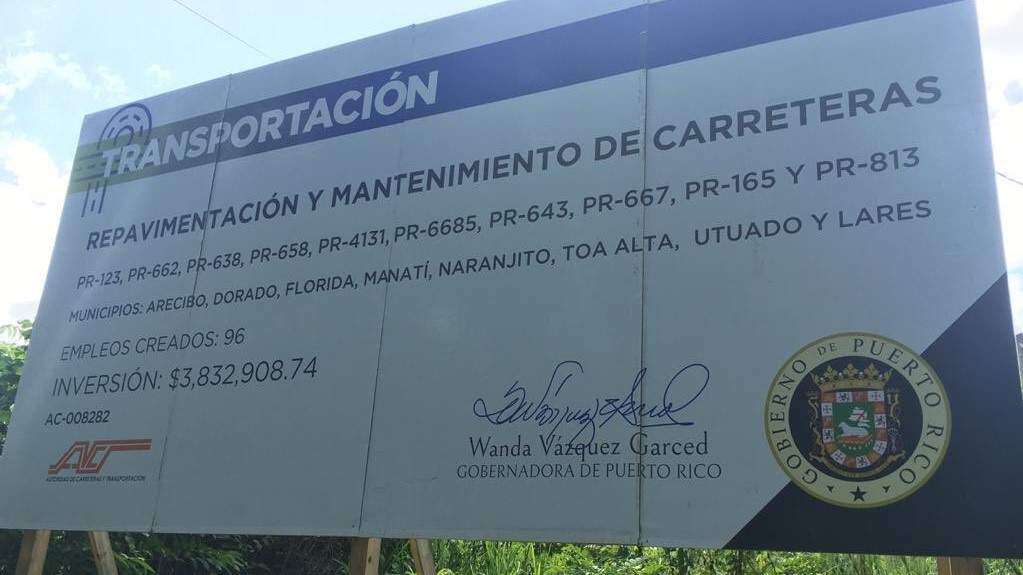 TRANSPORTACIÓN
REPAVIMENTACIÓN Y MANTENIMIENTO DE CARRETERAS
PR-123, PR-662, PR-638, PR-658, PR-4131, PR-6685, PR-643, PR-667, PR-165 Y PR-813
MUNICIPIOS: ARECIBO, DORADO, FLORIDA, MANATÍ, NARANJITO, TOA ALTA, UTUADO Y LARES
EMPLEOS CREADOS: 96
INVERSIÓN: $3,832,908.74
AC-008282
ACT
AUTORIDAD DE CARRETERAS Y TRANSPORTACIÓN
Wanda Vázquez Garced
GOBERNADORA DE PUERTO RICO
GOBIERNO DE PUERTO RICO